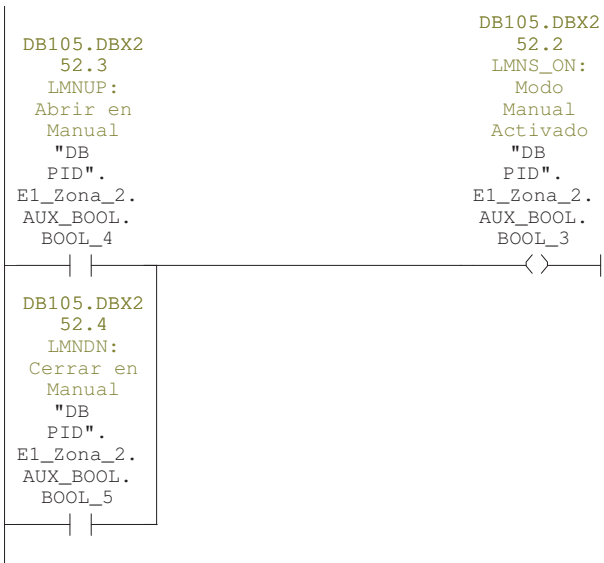 DB105.DBX2
52.3
LMNUP:
Abrir en
Manual
"DB
PID".
E1_Zona_2.
AUX_BOOL.
BOOL_4
DB105.DBX2
52.2
LMNS_ON:
Modo
Manual
Activado
"DB
PID".
E1_Zona_2.
AUX_BOOL.
BOOL_3
DB105.DBX2
52.4
LMNDN:
Cerrar en
Manual
"DB
PID".
E1_Zona_2.
AUX_BOOL.
BOOL_5